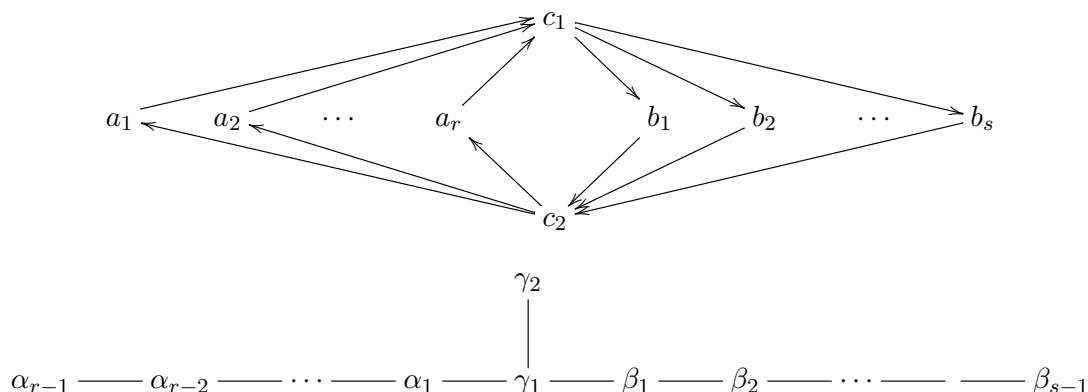 c₁
a₁ a₂ ⋯ aᵣ b₁ b₂ ⋯ bₛ
c₂
γ₂
αᵣ₋₁ αᵣ₋₂ ⋯ α₁ γ₁ β₁ β₂ ⋯ βₛ₋₁